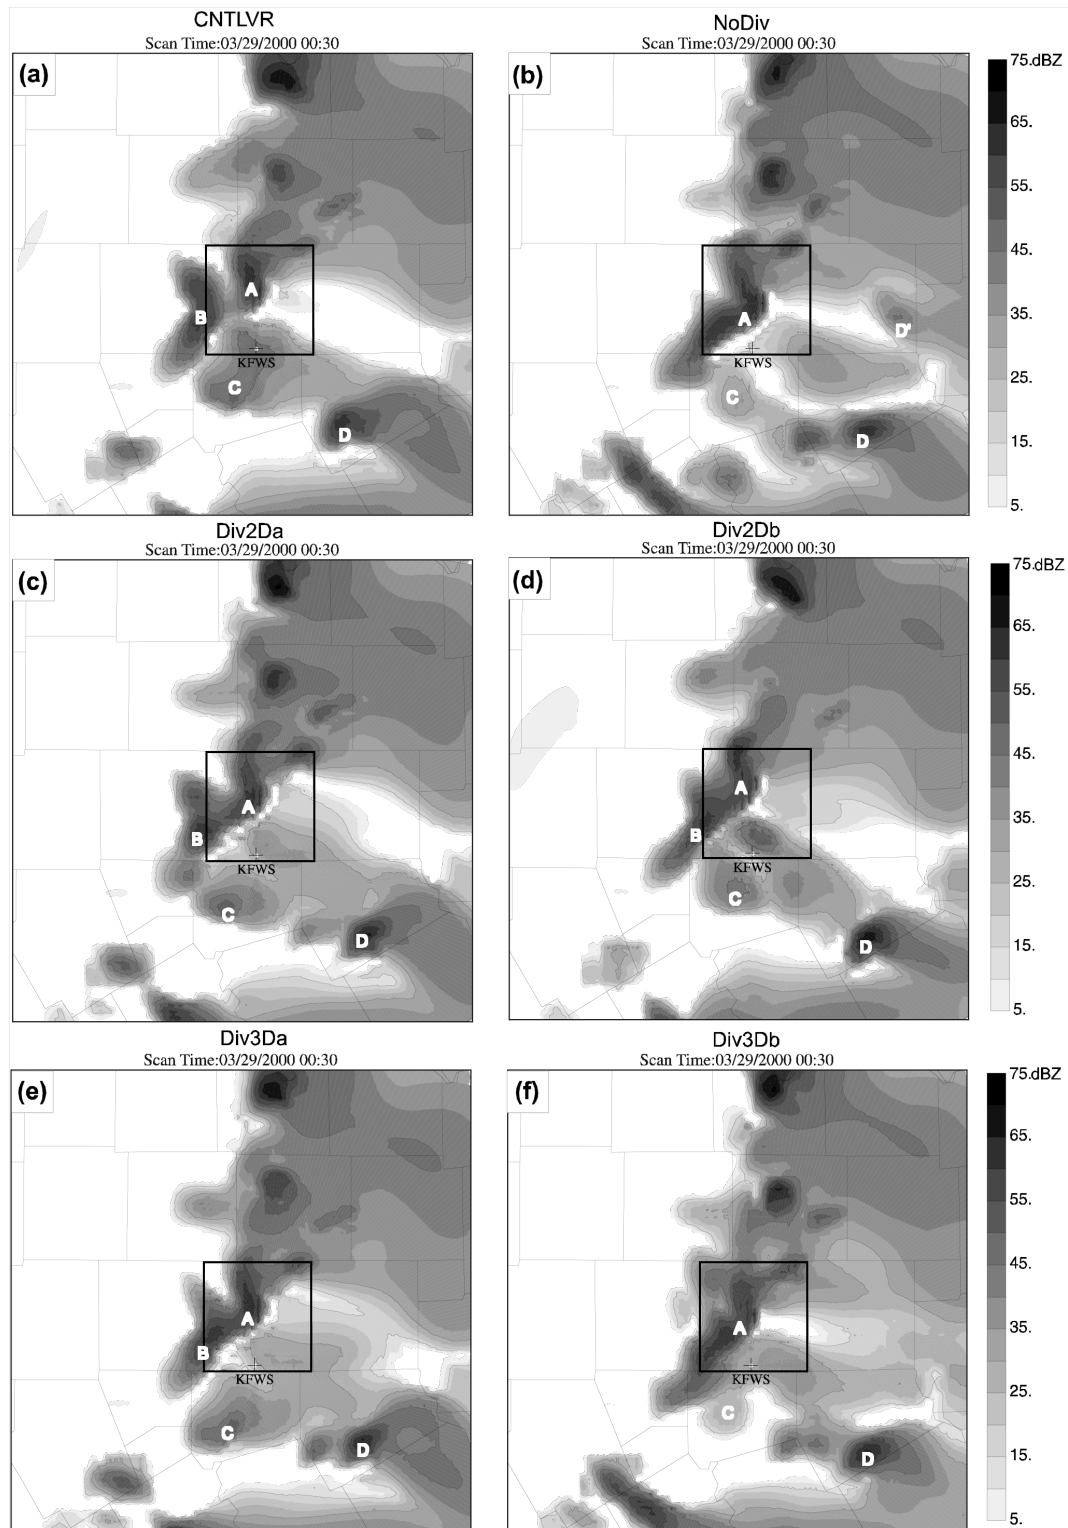 CNTLVR
Scan Time:03/29/2000 00:30
(a)
A
B
KFWS
C
D
NoDiv
Scan Time:03/29/2000 00:30
(b)
A
D'
KFWS
C
D
75.dBZ
65.
55.
45.
35.
25.
15.
5.
Div2Da
Scan Time:03/29/2000 00:30
(c)
A
B
KFWS
C
D
Div2Db
Scan Time:03/29/2000 00:30
(d)
A
B
KFWS
C
D
75.dBZ
65.
55.
45.
35.
25.
15.
5.
Div3Da
Scan Time:03/29/2000 00:30
(e)
A
B
KFWS
C
D
Div3Db
Scan Time:03/29/2000 00:30
(f)
A
KFWS
C
D
75.dBZ
65.
55.
45.
35.
25.
15.
5.